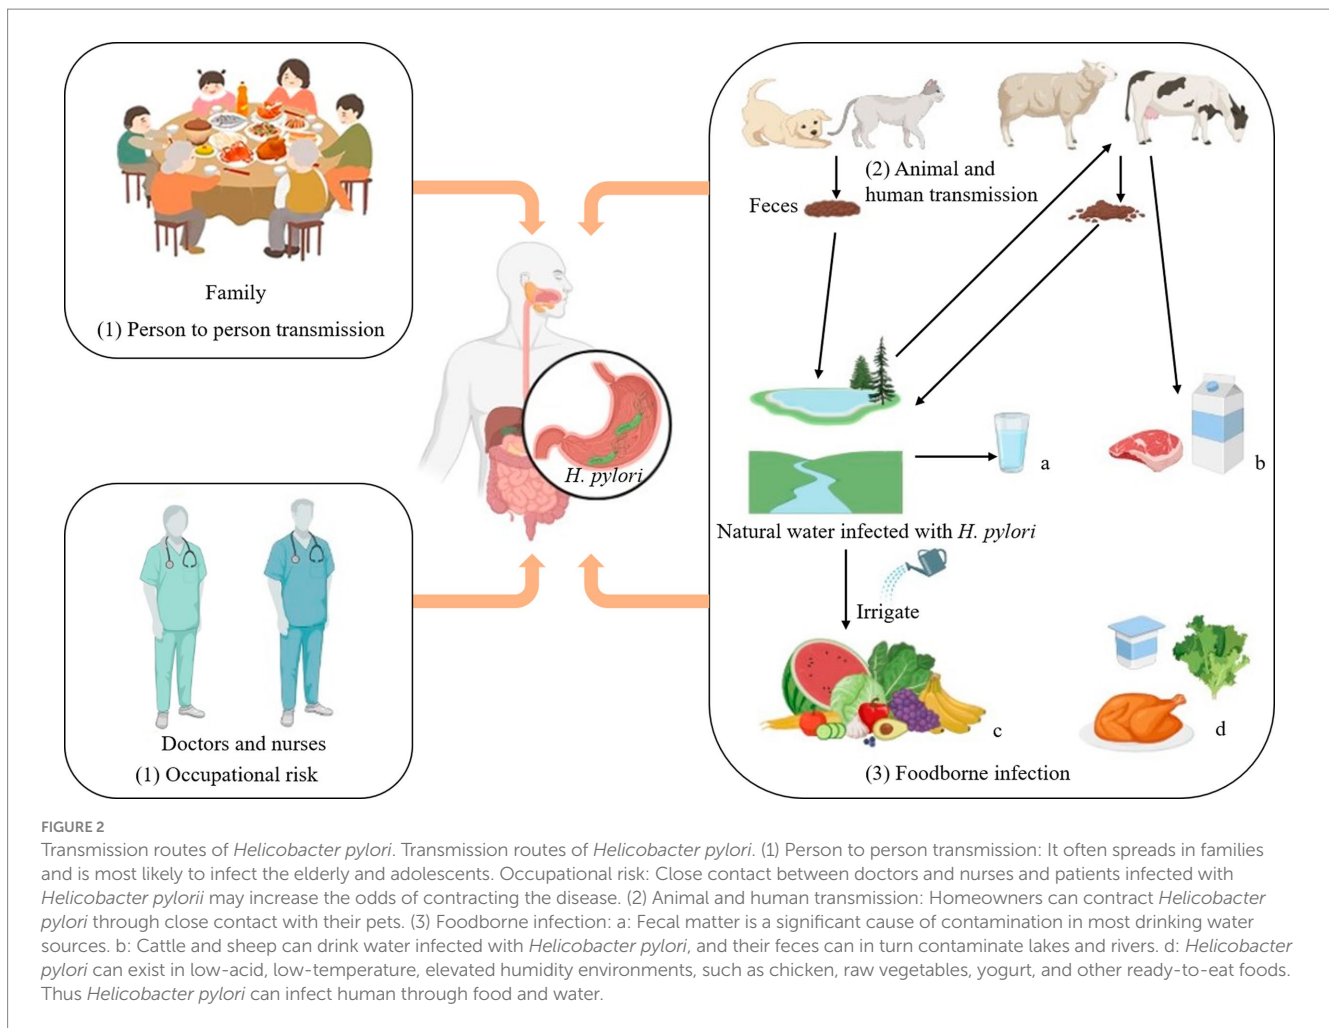 Family
(1) Person to person transmission
Doctors and nurses
(1) Occupational risk
H. pylori
(2) Animal and
human transmission
Feces
a
b
Natural water infected with H. pylori
Irrigate
c
d
(3) Foodborne infection
FIGURE 2
Transmission routes of Helicobacter pylori. Transmission routes of Helicobacter pylori. (1) Person to person transmission: It often spreads in families
and is most likely to infect the elderly and adolescents. Occupational risk: Close contact between doctors and nurses and patients infected with
Helicobacter pylorii may increase the odds of contracting the disease. (2) Animal and human transmission: Homeowners can contract Helicobacter
pylori through close contact with their pets. (3) Foodborne infection: a: Fecal matter is a significant cause of contamination in most drinking water
sources. b: Cattle and sheep can drink water infected with Helicobacter pylori, and their feces can in turn contaminate lakes and rivers. d: Helicobacter
pylori can exist in low-acid, low-temperature, elevated humidity environments, such as chicken, raw vegetables, yogurt, and other ready-to-eat foods.
Thus Helicobacter pylori can infect human through food and water.